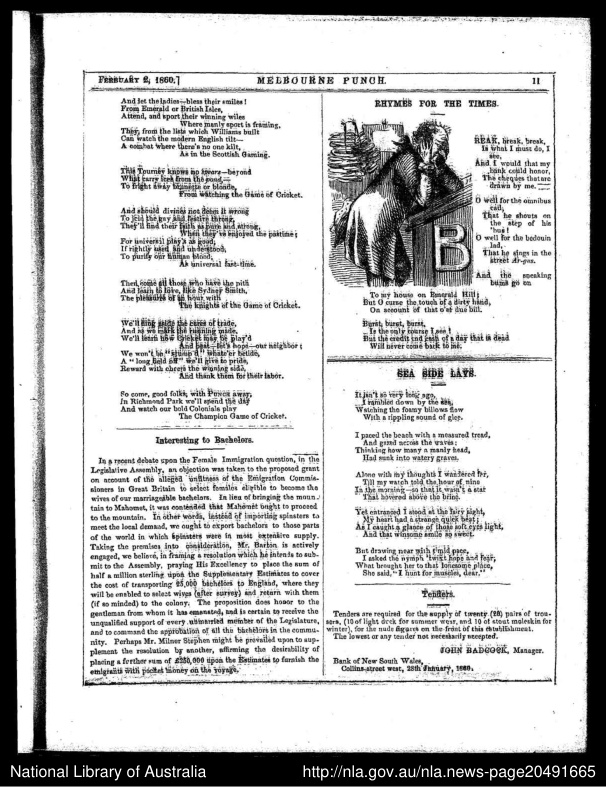 FEBRUARY 2, 1860.]
MELBOURNE PUNCH.
11
And let the ladies—bless their smiles!
From Emerald or British Isles,
Attend, and sport their winning wiles
Where manly sport is framing,
They, from the lists which Williams built
Can watch the modern English tilt—
A combat where there's no one kilt,
As in the Scottish Gaming.
This Tourney knows no tears—beyond
What parry irons from the pond,—
To fright away brunette or blonde,
From watching the Game of Cricket.
And should divines not deem it wrong
To join the gay and festive throng,
They'll find their faith as pure and strong,
When they've enjoyed the pastime;
For universal play's as good,
If rightly used and understood,
To purify our human blood,
As universal fast-time.
Then come all those who have the pith
And learn to love, like Sydney Smith,
The pleasures of an hour with
The knights of the Game of Cricket.
We'll fling aside the cares of trade,
And as we mark the running made,
We'll learn how Cricket may be play'd
And beat—let's hope—our neighbor;
We won't be "stump'd" whate'er betide,
A "long field off" we'll give to pride,
Reward with cheers the winning side,
And thank them for their labor.
So come, good folks, with PUNCH away,
In Richmond Park we'll spend the day
And watch our bold Colonials play
The Champion Game of Cricket.
Interesting to Bachelors.
IN a recent debate upon the Female Immigration question, in the
Legislative Assembly, an objection was taken to the proposed grant
on account of the alleged unfitness of the Emigration Commis-
sioners in Great Britain to select females eligible to become the
wives of our marriageable bachelors. In lieu of bringing the moun-
tain to Mahomet, it was contended that Mahomet ought to proceed
to the mountain. In other words, instead of importing spinsters to
meet the local demand, we ought to export bachelors to those parts
of the world in which spinsters were in most extensive supply.
Taking the premises into consideration, Mr. Barton is actively
engaged, we believe, in framing a resolution which he intends to sub-
mit to the Assembly, praying His Excellency to place the sum of
half a million sterling upon the Supplementary Estimates to cover
the cost of transporting 25,000 bachelors to England, where they
will be enabled to select wives (after survey) and return with them
(if so minded) to the colony. The proposition does honor to the
gentleman from whom it has emanated, and is certain to receive the
unqualified support of every unmarried member of the Legislature,
and to command the approbation of all the bachelors in the commu-
nity. Perhaps Mr. Milner Stephen might be prevailed upon to sup-
plement the resolution by another, affirming the desirability of
placing a further sum of £250,000 upon the Estimates to furnish the
emigrants with pocket money on the voyage.
RHYMES FOR THE TIMES.
B
REAK, break, break,
Is what I must do, I
see,
And I would that my
bank could honor,
The cheques that are
drawn by me.
O well for the omnibus
cad,
That he shouts on
the step of his
'bus!
O well for the bedouin
lad,
That he sings in the
street Ar-gus.
And the sneaking
bums go on
To my house on Emerald Hill;
But O curse the touch of a dirty hand,
On account of that o'er due bill.
Burst, burst, burst,
Is the only course I see!
But the credit and cash of a day that is dead
Will never come back to me.
SEA SIDE LAYS.
It isn't so very long ago,
I rambled down by the sea,
Watching the foamy billows flow
With a rippling sound of glee.
I paced the beach with a measured tread,
And gazed across the waves;
Thinking how many a manly head,
Had sunk into watery graves.
Alone with my thoughts I wandered by,
Till my watch told the hour of nine
In the morning—so that it wasn't a star
That hovered above the brine.
Yet entranced I stood at the fairy sight,
My heart had a strange quick beat;
As I caught a glance of those soft eyes light,
And that winsome smile so sweet.
But drawing near with timid pace,
I asked the nymph 'twixt hope and fear,
What brought her to that lonesome place,
She said, "I hunt for muscles, dear."
Tenders.
Tenders are required for the supply of twenty (20) pairs of trou-
sers, (10 of light duck for summer wear, and 10 of stout moleskin for
winter), for the nude figures on the front of this establishment.
The lowest or any tender not necessarily accepted.
JOHN BADCOCK, Manager.
Bank of New South Wales,
Collins-street west, 28th January, 1860.
National Library of Australia
http://nla.gov.au/nla.news-page20491665